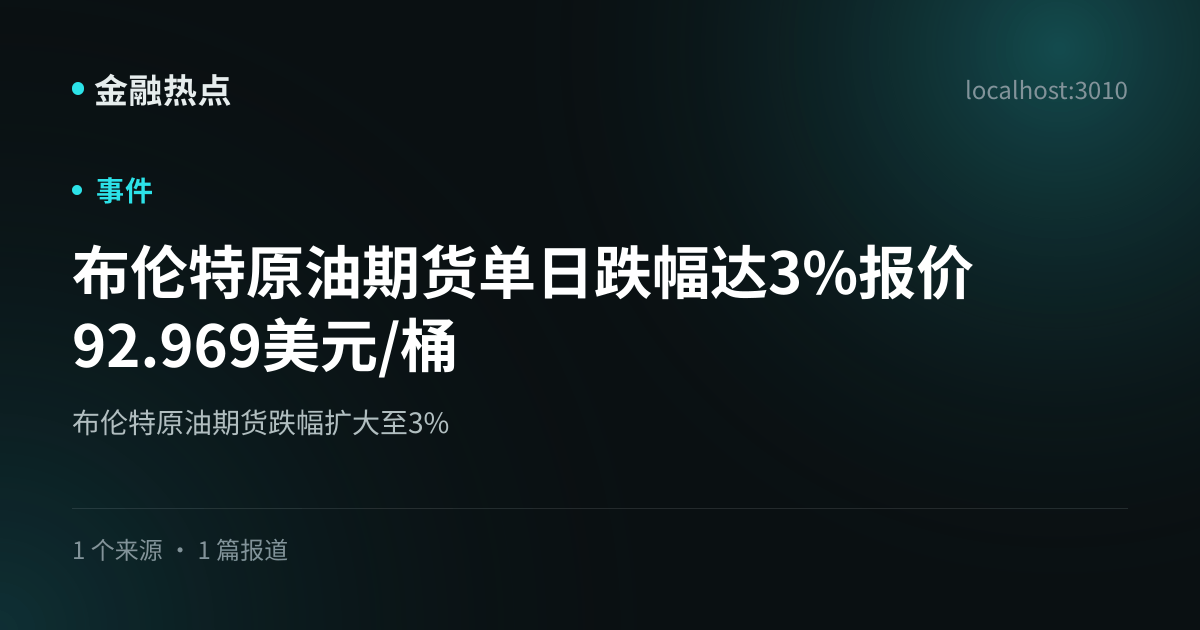 金融热点
localhost:3010
事件
布伦特原油期货单日跌幅达3%报价
92.969美元/桶
布伦特原油期货跌幅扩大至3%
1 个来源 · 1 篇报道